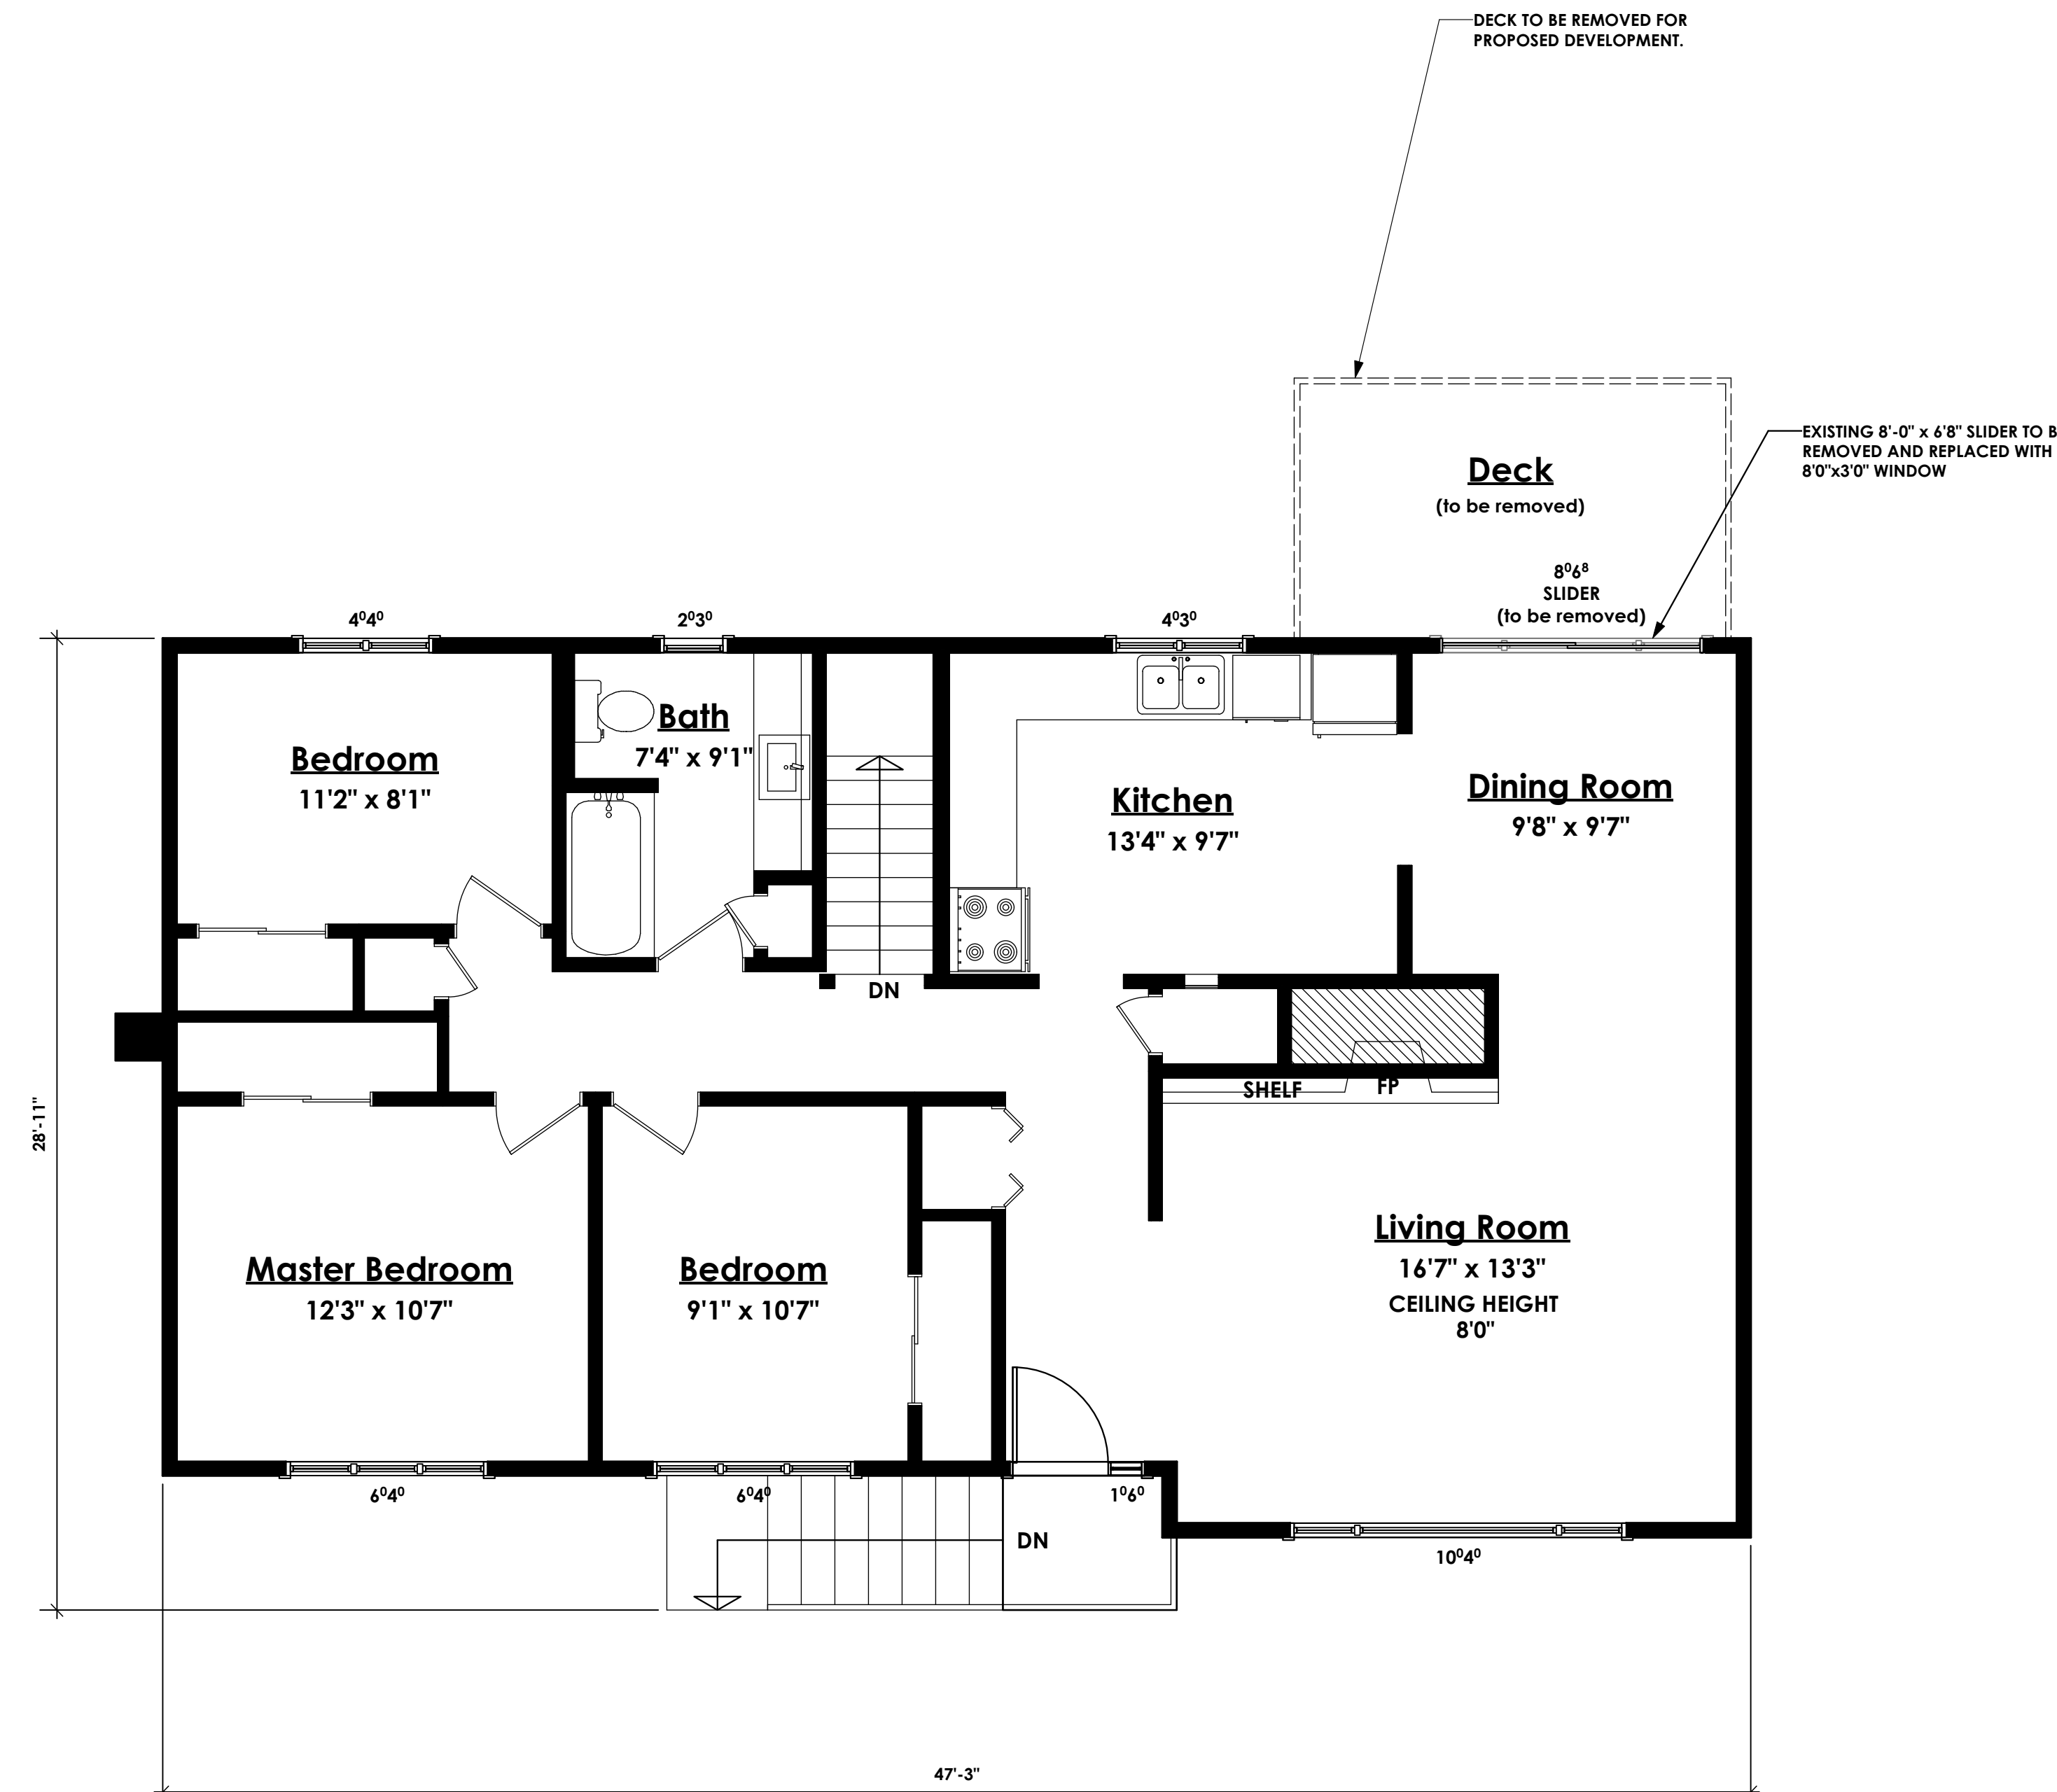 DECK TO BE REMOVED FOR
PROPOSED DEVELOPMENT.
EXISTING 8'-0" x 6'8" SLIDER TO B
REMOVED AND REPLACED WITH
8'0"x3'0" WINDOW
Deck
(to be removed)
8⁰6⁸
SLIDER
(to be removed)
4⁰4⁰
2⁰3⁰
4⁰3⁰
Bedroom
11'2" x 8'1"
Bath
7'4" x 9'1"
Kitchen
13'4" x 9'7"
Dining Room
9'8" x 9'7"
DN
SHELF
FP
28'-11"
Master Bedroom
12'3" x 10'7"
Bedroom
9'1" x 10'7"
Living Room
16'7" x 13'3"
CEILING HEIGHT
8'0"
6⁰4⁰
6⁰4⁰
1⁰6⁰
DN
10⁰4⁰
47'-3"